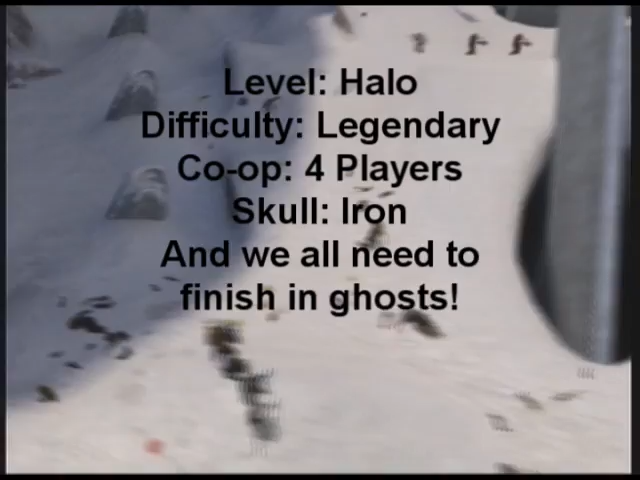 Level: Halo
Difficulty: Legendary
Co-op: 4 Players
Skull: Iron
And we all need to
finish in ghosts!